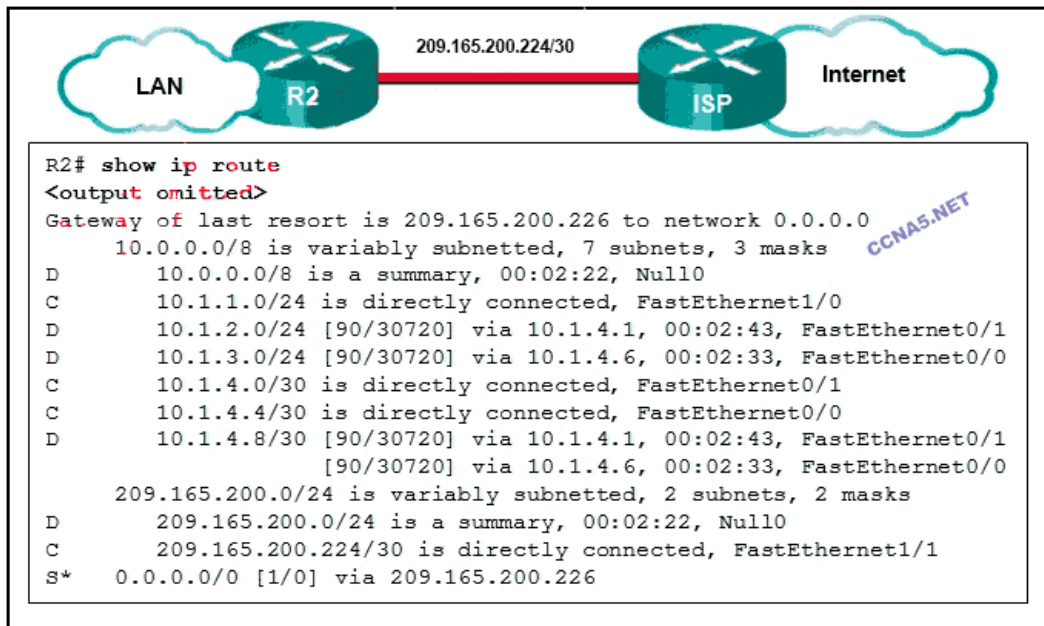 209.165.200.224/30
LAN
R2
ISP
Internet
R2# show ip route
<output omitted>
Gateway of last resort is 209.165.200.226 to network 0.0.0.0
10.0.0.0/8 is variably subnetted, 7 subnets, 3 masks
D 10.0.0.0/8 is a summary, 00:02:22, Null0
C 10.1.1.0/24 is directly connected, FastEthernet1/0
D 10.1.2.0/24 [90/30720] via 10.1.4.1, 00:02:43, FastEthernet0/1
D 10.1.3.0/24 [90/30720] via 10.1.4.6, 00:02:33, FastEthernet0/0
C 10.1.4.0/30 is directly connected, FastEthernet0/1
C 10.1.4.4/30 is directly connected, FastEthernet0/0
D 10.1.4.8/30 [90/30720] via 10.1.4.1, 00:02:43, FastEthernet0/1
[90/30720] via 10.1.4.6, 00:02:33, FastEthernet0/0
209.165.200.0/24 is variably subnetted, 2 subnets, 2 masks
D 209.165.200.0/24 is a summary, 00:02:22, Null0
C 209.165.200.224/30 is directly connected, FastEthernet1/1
S* 0.0.0.0/0 [1/0] via 209.165.200.226
CCNA5.NET